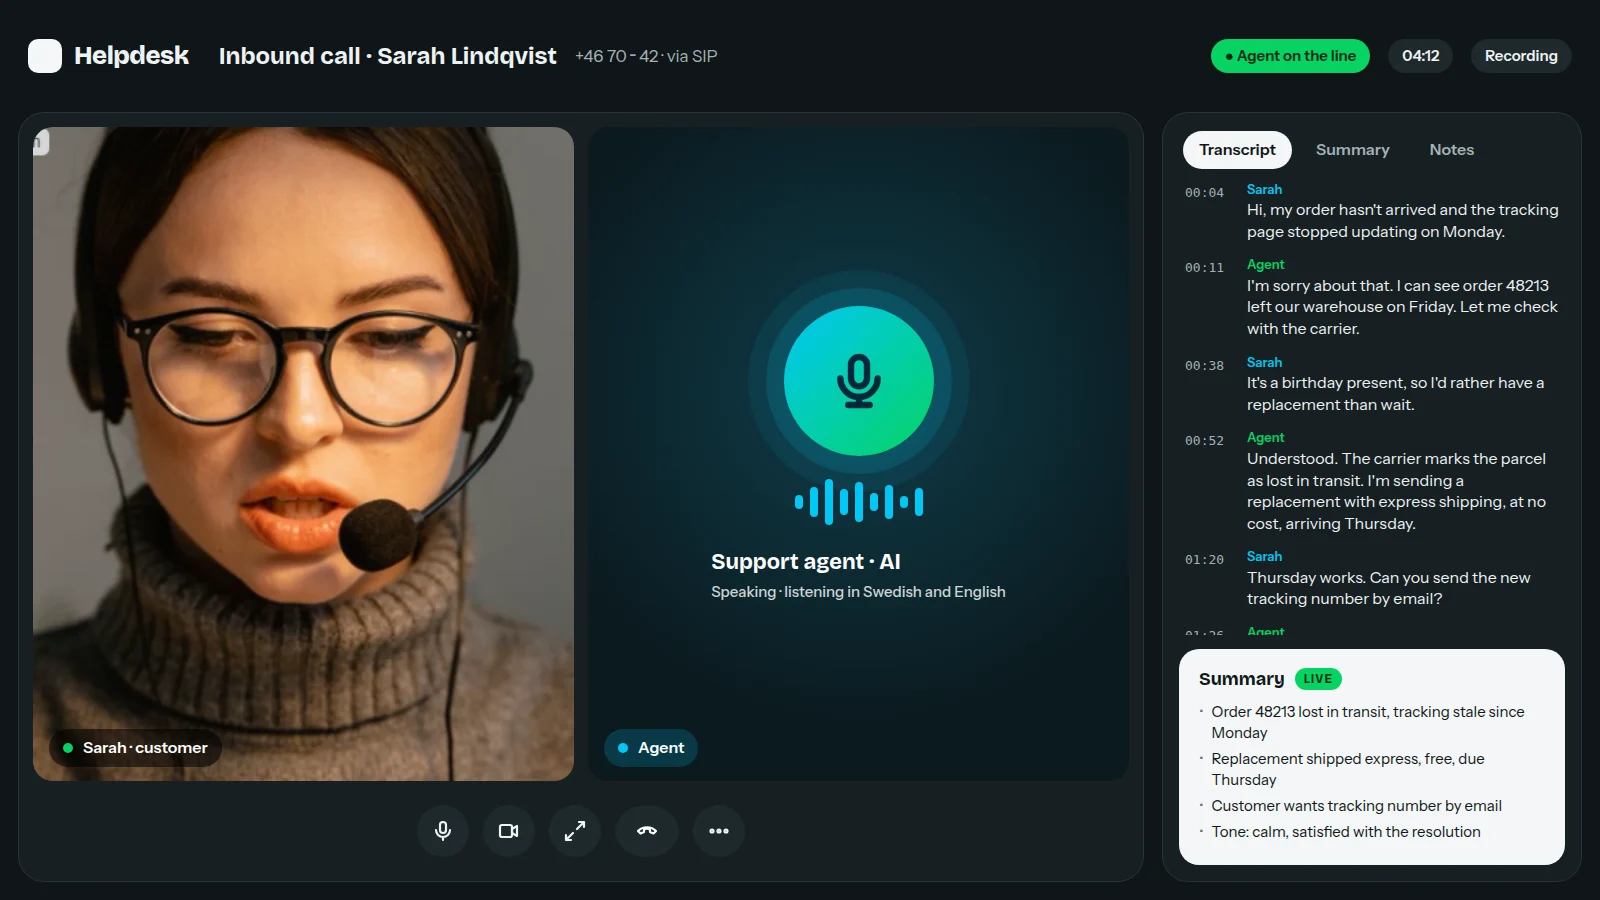 Helpdesk
Inbound call · Sarah Lindqvist
+46 70 - 42 · via SIP
● Agent on the line
04:12
Recording
Sarah · customer
Support agent · AI
Speaking · listening in Swedish and English
Agent
Transcript
Summary
Notes
00:04
Sarah
Hi, my order hasn't arrived and the tracking
page stopped updating on Monday.
00:11
Agent
I'm sorry about that. I can see order 48213
left our warehouse on Friday. Let me check
with the carrier.
00:38
Sarah
It's a birthday present, so I'd rather have a
replacement than wait.
00:52
Agent
Understood. The carrier marks the parcel
as lost in transit. I'm sending a
replacement with express shipping, at no
cost, arriving Thursday.
01:20
Sarah
Thursday works. Can you send the new
tracking number by email?
Agent
Summary
LIVE
· Order 48213 lost in transit, tracking stale since
Monday
· Replacement shipped express, free, due
Thursday
· Customer wants tracking number by email
· Tone: calm, satisfied with the resolution